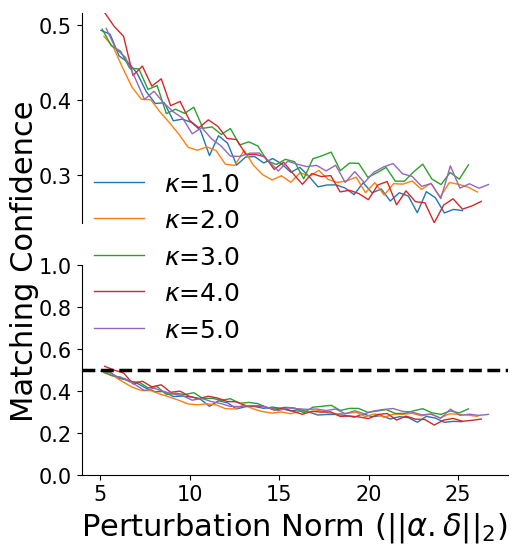 0.5
0.4
0.3
κ=1.0
κ=2.0
κ=3.0
κ=4.0
κ=5.0
Matching Confidence
1.0
0.8
0.6
0.4
0.2
0.0
5 10 15 20 25
Perturbation Norm (||α.δ||₂)